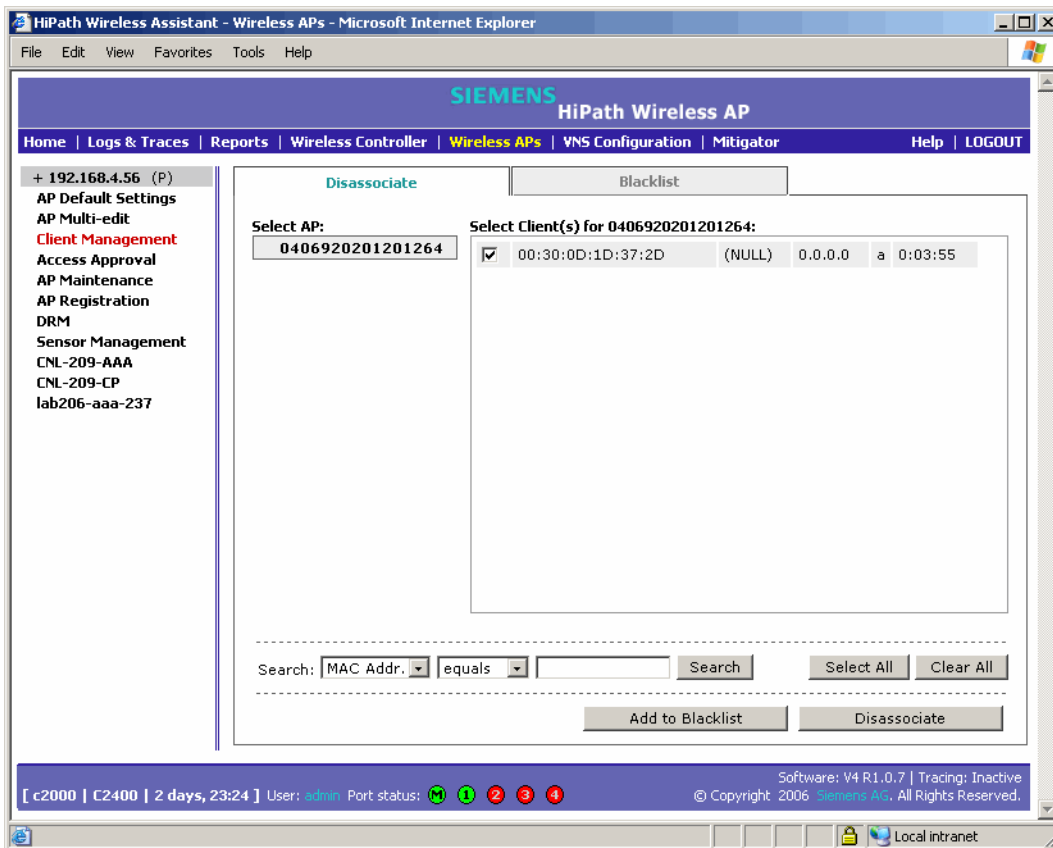 HiPath Wireless Assistant - Wireless APs - Microsoft Internet Explorer
File Edit View Favorites Tools Help
SIEMENS
HiPath Wireless AP
Home | Logs & Traces | Reports | Wireless Controller | Wireless APs | VNS Configuration | Mitigator Help | LOGOUT
+ 192.168.4.56 (P)
AP Default Settings
AP Multi-edit
Client Management
Access Approval
AP Maintenance
AP Registration
DRM
Sensor Management
CNL-209-AAA
CNL-209-CP
lab206-aaa-237
Disassociate Blacklist
Select AP:
0406920201201264
Select Client(s) for 0406920201201264:
00:30:0D:1D:37:2D (NULL) 0.0.0.0 a 0:03:55
Search: MAC Addr. equals Search Select All Clear All
Add to Blacklist Disassociate
Software: V4 R1.0.7 | Tracing: Inactive
[ c2000 | C2400 | 2 days, 23:24 ] User: admin Port status: M 1 2 3 4
© Copyright 2006 Siemens AG. All Rights Reserved.
Local intranet